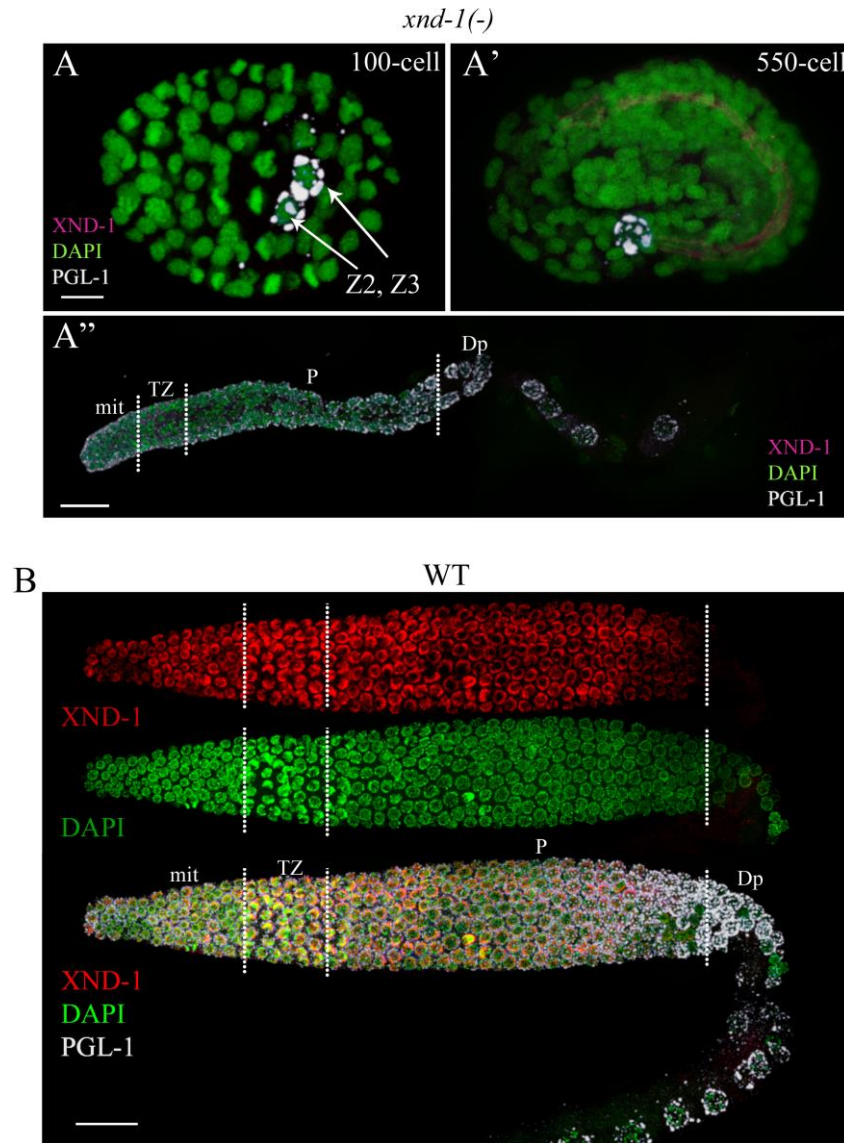 xnd-1(-)
A
100-cell
XND-1
DAPI
PGL-1
Z2, Z3
A’
550-cell
A”
mit
TZ
P
Dp
XND-1
DAPI
PGL-1
B
WT
XND-1
DAPI
mit
TZ
P
Dp
XND-1
DAPI
PGL-1